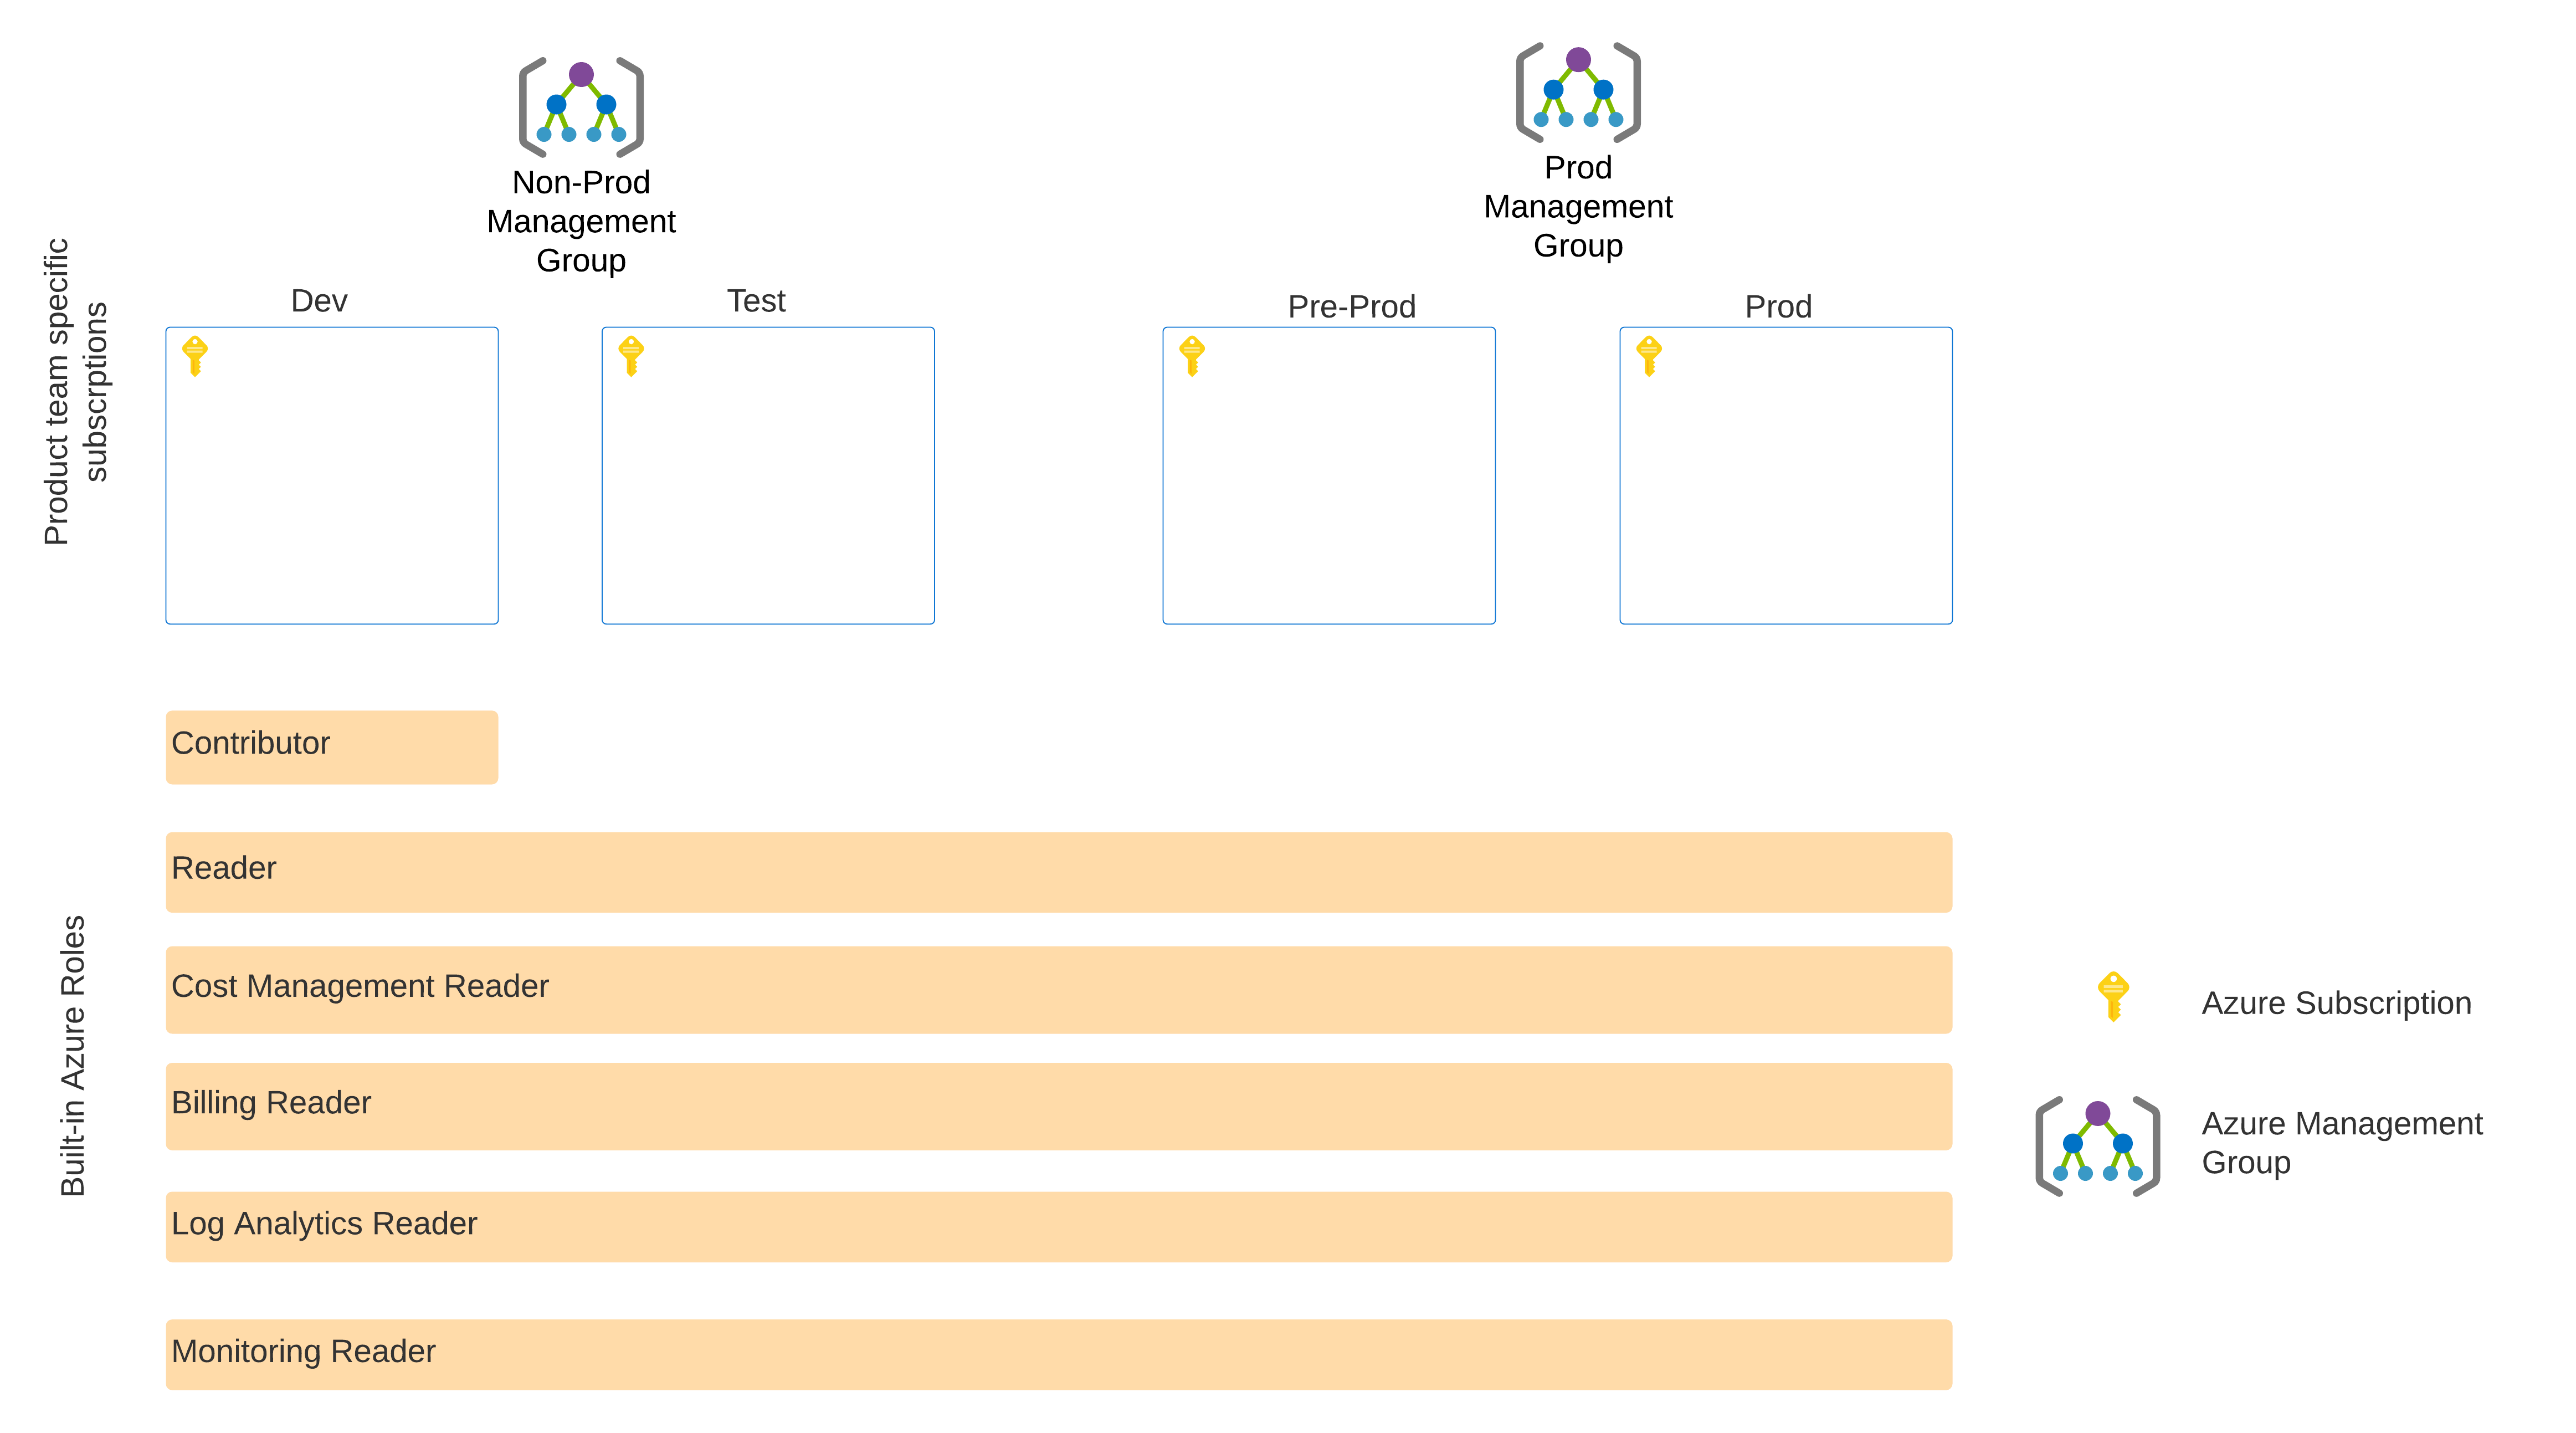 Non-Prod
Management
Group
Prod
Management
Group
Product team specific
subscrptions
Dev
Test
Pre-Prod
Prod
Contributor
Reader
Cost Management Reader
Billing Reader
Log Analytics Reader
Monitoring Reader
Built-in Azure Roles
Azure Subscription
Azure Management
Group